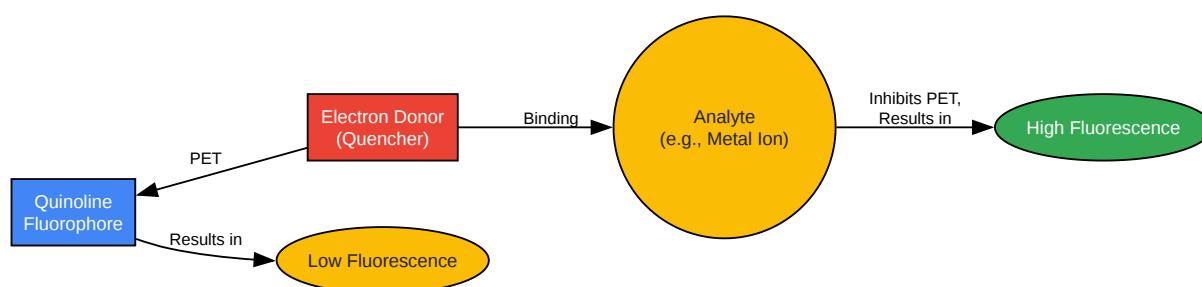 Electron Donor
(Quencher)
Binding
Analyte
(e.g., Metal Ion)
Inhibits PET,
Results in
High Fluorescence
PET
Quinoline
Fluorophore
Results in
Low Fluorescence